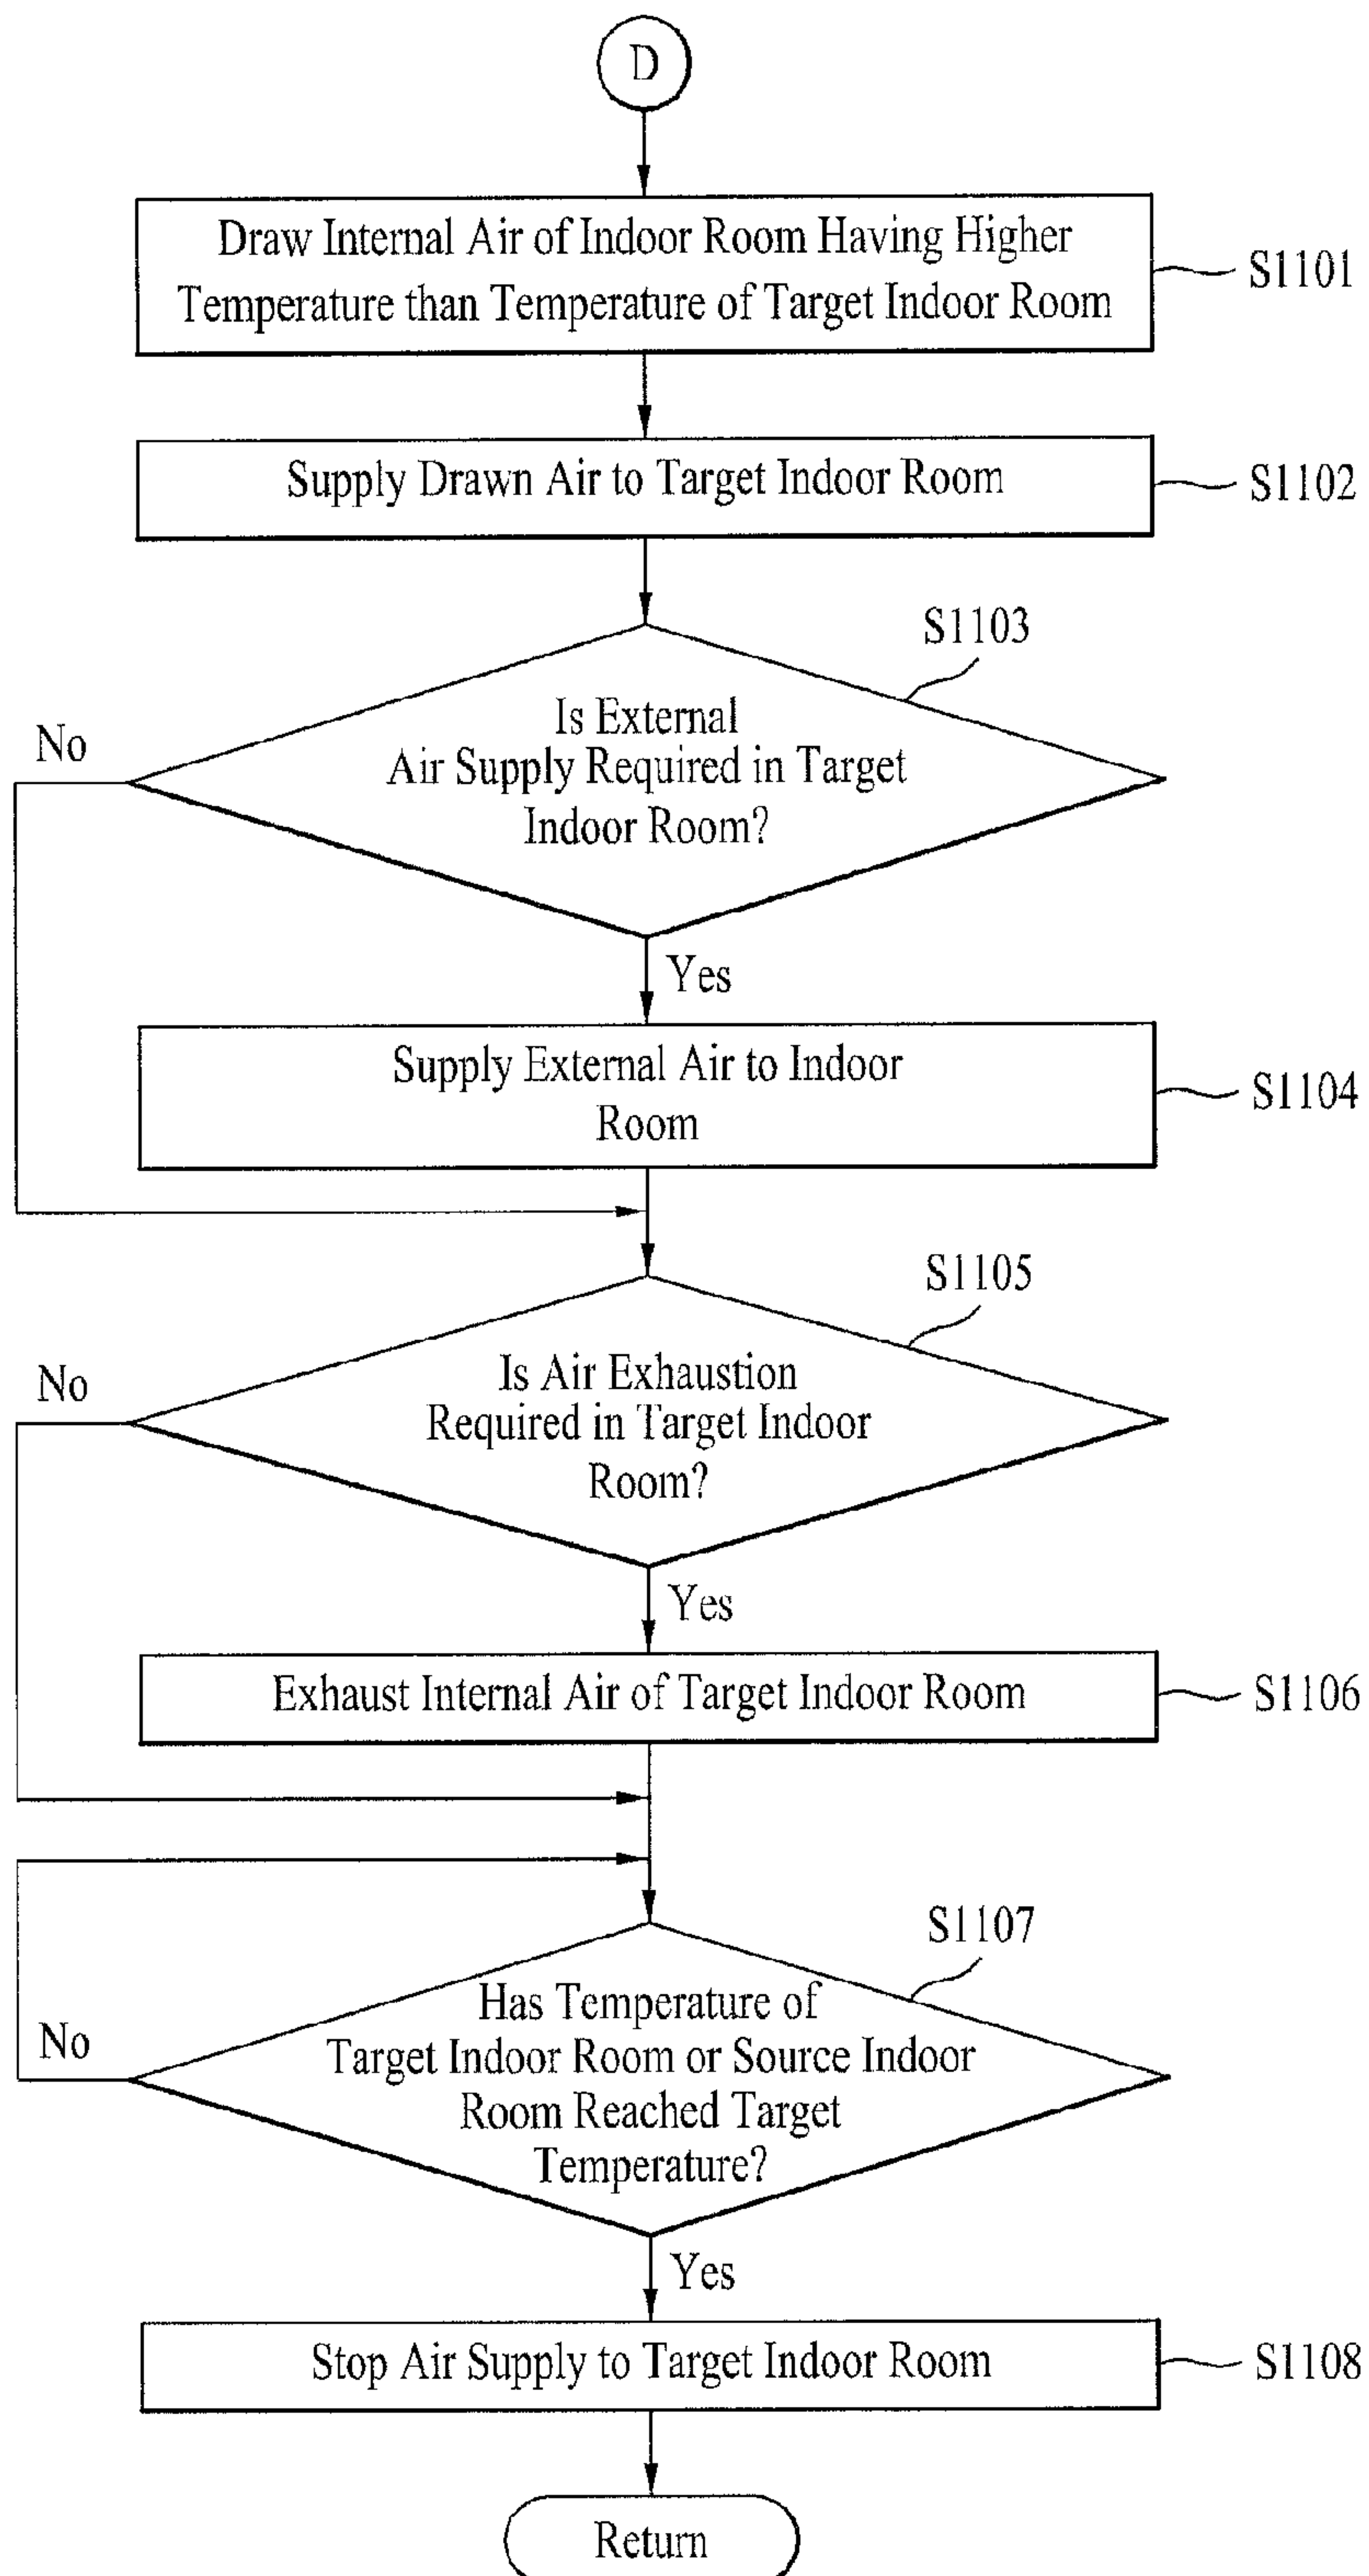 D
Draw Internal Air of Indoor Room Having Higher
Temperature than Temperature of Target Indoor Room
S1101
Supply Drawn Air to Target Indoor Room
S1102
S1103
Is External
Air Supply Required in Target
Indoor Room?
No
Yes
Supply External Air to Indoor
Room
S1104
S1105
Is Air Exhaustion
Required in Target Indoor
Room?
No
Yes
Exhaust Internal Air of Target Indoor Room
S1106
S1107
Has Temperature of
Target Indoor Room or Source Indoor
Room Reached Target
Temperature?
No
Yes
Stop Air Supply to Target Indoor Room
S1108
Return